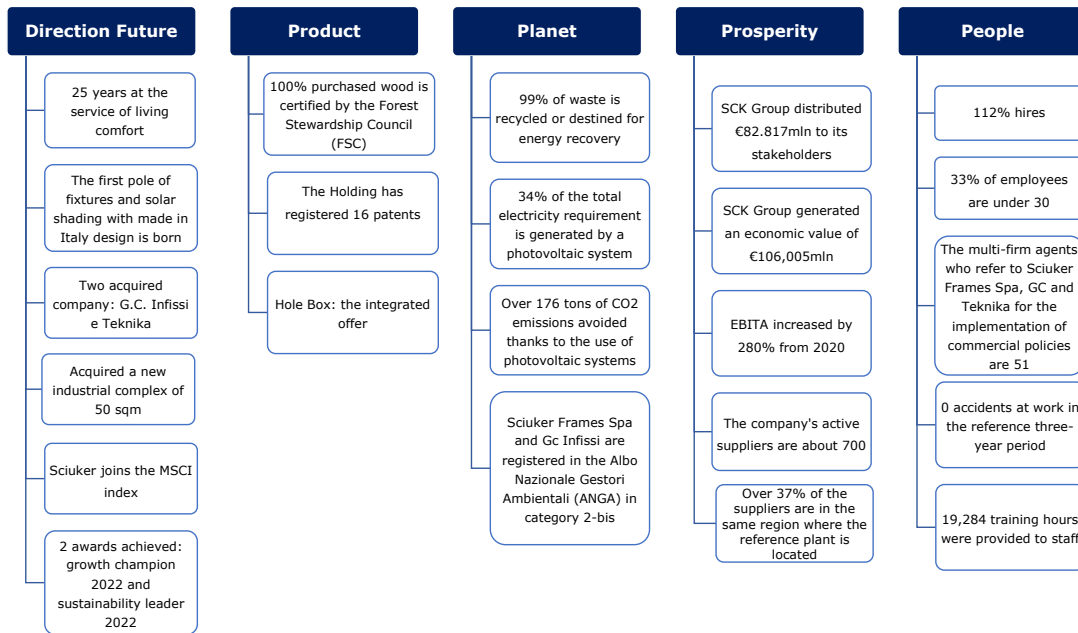 Direction Future
25 years at the
service of living
comfort
The first pole of
fixtures and solar
shading with made in
Italy design is born
Two acquired
company: G.C. Infissi
e Teknika
Acquired a new
industrial complex of
50 sqm
Sciuker joins the MSCI
index
2 awards achieved:
growth champion
2022 and
sustainability leader
2022
Product
100% purchased wood is
certified by the Forest
Stewardship Council
(FSC)
The Holding has
registered 16 patents
Hole Box: the integrated
offer
Planet
99% of waste is
recycled or destined for
energy recovery
34% of the total
electricity requirement
is generated by a
photovoltaic system
Over 176 tons of CO2
emissions avoided
thanks to the use of
photovoltaic systems
Sciuker Frames Spa
and Gc Infissi are
registered in the Albo
Nazionale Gestori
Ambientali (ANGA) in
category 2-bis
Prosperity
SCK Group distributed
€82.817mln to its
stakeholders
SCK Group generated
an economic value of
€106,005mln
EBITA increased by
280% from 2020
The company's active
suppliers are about 700
Over 37% of the
suppliers are in the
same region where the
reference plant is
located
People
112% hires
33% of employees
are under 30
The multi-firm agents
who refer to Sciuker
Frames Spa, GC and
Teknika for the
implementation of
commercial policies
are 51
0 accidents at work in
the reference three-
year period
19,284 training hours
were provided to staff